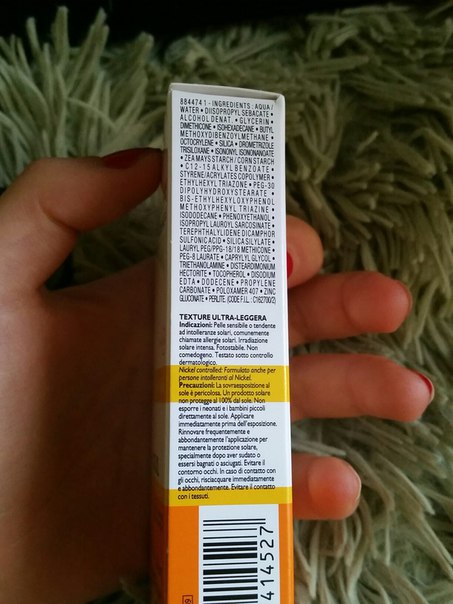 884474 1 - INGREDIENTS : AQUA /
WATER • DIISOPROPYL SEBACATE •
ALCOHOL DENAT. • GLYCERIN •
DIMETHICONE • ISOHEXADECANE • BUTYL
METHOXYDIBENZOYLMETHANE •
OCTOCRYLENE • SILICA • DROMETRIZOLE
TRISILOXANE • ISONONYL ISONONANOATE
• ZEA MAYS STARCH / CORN STARCH
• C12-15 ALKYL BENZOATE •
STYRENE/ACRYLATES COPOLYMER •
ETHYLHEXYL TRIAZONE • PEG-30
DIPOLYHYDROXYSTEARATE •
BIS-ETHYLHEXYLOXYPHENOL
METHOXYPHENYL TRIAZINE •
ISODODECANE • PHENOXYETHANOL •
ISOPROPYL LAUROYL SARCOSINATE •
TEREPHTHALYLIDENE DICAMPHOR
SULFONIC ACID • SILICA SILYLATE •
LAURYL PEG/PPG-18/18 METHICONE •
PEG-8 LAURATE • CAPRYLYL GLYCOL •
TRIETHANOLAMINE • DISTEARDIMONIUM
HECTORITE • TOCOPHEROL • DISODIUM
EDTA • DODECENE • PROPYLENE
CARBONATE • POLOXAMER 407 • ZINC
GLUCONATE • PERLITE. (CODE F.I.L. : C162700/2)
TEXTURE ULTRA-LEGGERA
Indicazioni: Pelle sensibile o tendente
ad intolleranze solari, comunemente
chiamate allergie solari. Irradiazione
solare intensa. Fotostabile. Non
comedogeno. Testato sotto controllo
dermatologico.
Nickel controlled: Formulato anche per
persone intolleranti al Nickel.
Precauzioni: La sovraesposizione al
sole è pericolosa. Un prodotto solare
non protegge al 100% dal sole. Non
esporre i neonati e i bambini piccoli
direttamente al sole. Applicare
immediatamente prima dell'esposizione.
Rinnovare frequentemente e
abbondantemente l'applicazione per
mantenere la protezione solare,
specialmente dopo aver sudato o
essersi bagnati o asciugati. Evitare il
contorno occhi. In caso di contatto con
gli occhi, risciacquare immediatamente
e abbondantemente. Evitare il contatto
con i tessuti.
414527